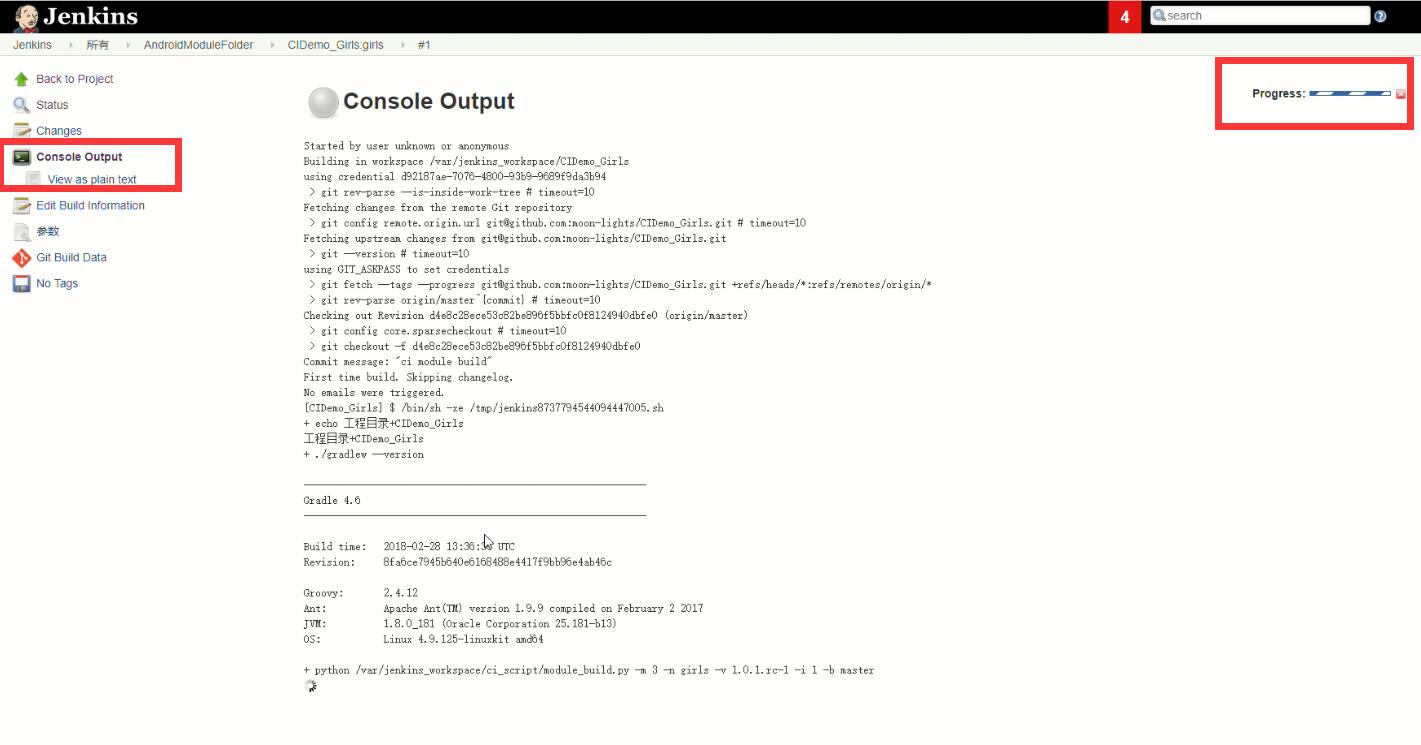 Jenkins
4
search
Jenkins 所有 AndroidModuleFolder CIDemo_Girls:girls #1
Back to Project
Status
Changes
Console Output
View as plain text
Edit Build Information
参数
Git Build Data
No Tags
Progress:
Console Output
Started by user unknown or anonymous
Building in workspace /var/jenkins_workspace/CIDemo_Girls
using credential d92187ae-7076-4800-93b9-9689f9da3b94
> git rev-parse --is-inside-work-tree # timeout=10
Fetching changes from the remote Git repository
> git config remote.origin.url git@github.com:moon-lights/CIDemo_Girls.git # timeout=10
Fetching upstream changes from git@github.com:moon-lights/CIDemo_Girls.git
> git --version # timeout=10
using GIT_ASKPASS to set credentials
> git fetch --tags --progress git@github.com:moon-lights/CIDemo_Girls.git +refs/heads/*:refs/remotes/origin/*
> git rev-parse origin/master^{commit} # timeout=10
Checking out Revision d4e8c28ece53c82be896f5bbfc0f8124940dbfe0 (origin/master)
> git config core.sparsecheckout # timeout=10
> git checkout -f d4e8c28ece53c82be896f5bbfc0f8124940dbfe0
Commit message: "ci module build"
First time build. Skipping changelog.
No emails were triggered.
[CIDemo_Girls] $ /bin/sh -xe /tmp/jenkins8737794544094447005.sh
+ echo 工程目录+CIDemo_Girls
工程目录+CIDemo_Girls
+ ./gradlew --version
Gradle 4.6
Build time: 2018-02-28 13:36: UTC
Revision: 8fa6ce7945b640e6168488e4417f9bb96e4ab46c
Groovy: 2.4.12
Ant: Apache Ant(TM) version 1.9.9 compiled on February 2 2017
JVM: 1.8.0_181 (Oracle Corporation 25.181-b13)
OS: Linux 4.9.125-linuxkit amd64
+ python /var/jenkins_workspace/ci_script/module_build.py -m 3 -n girls -v 1.0.1.rc-1 -i 1 -b master